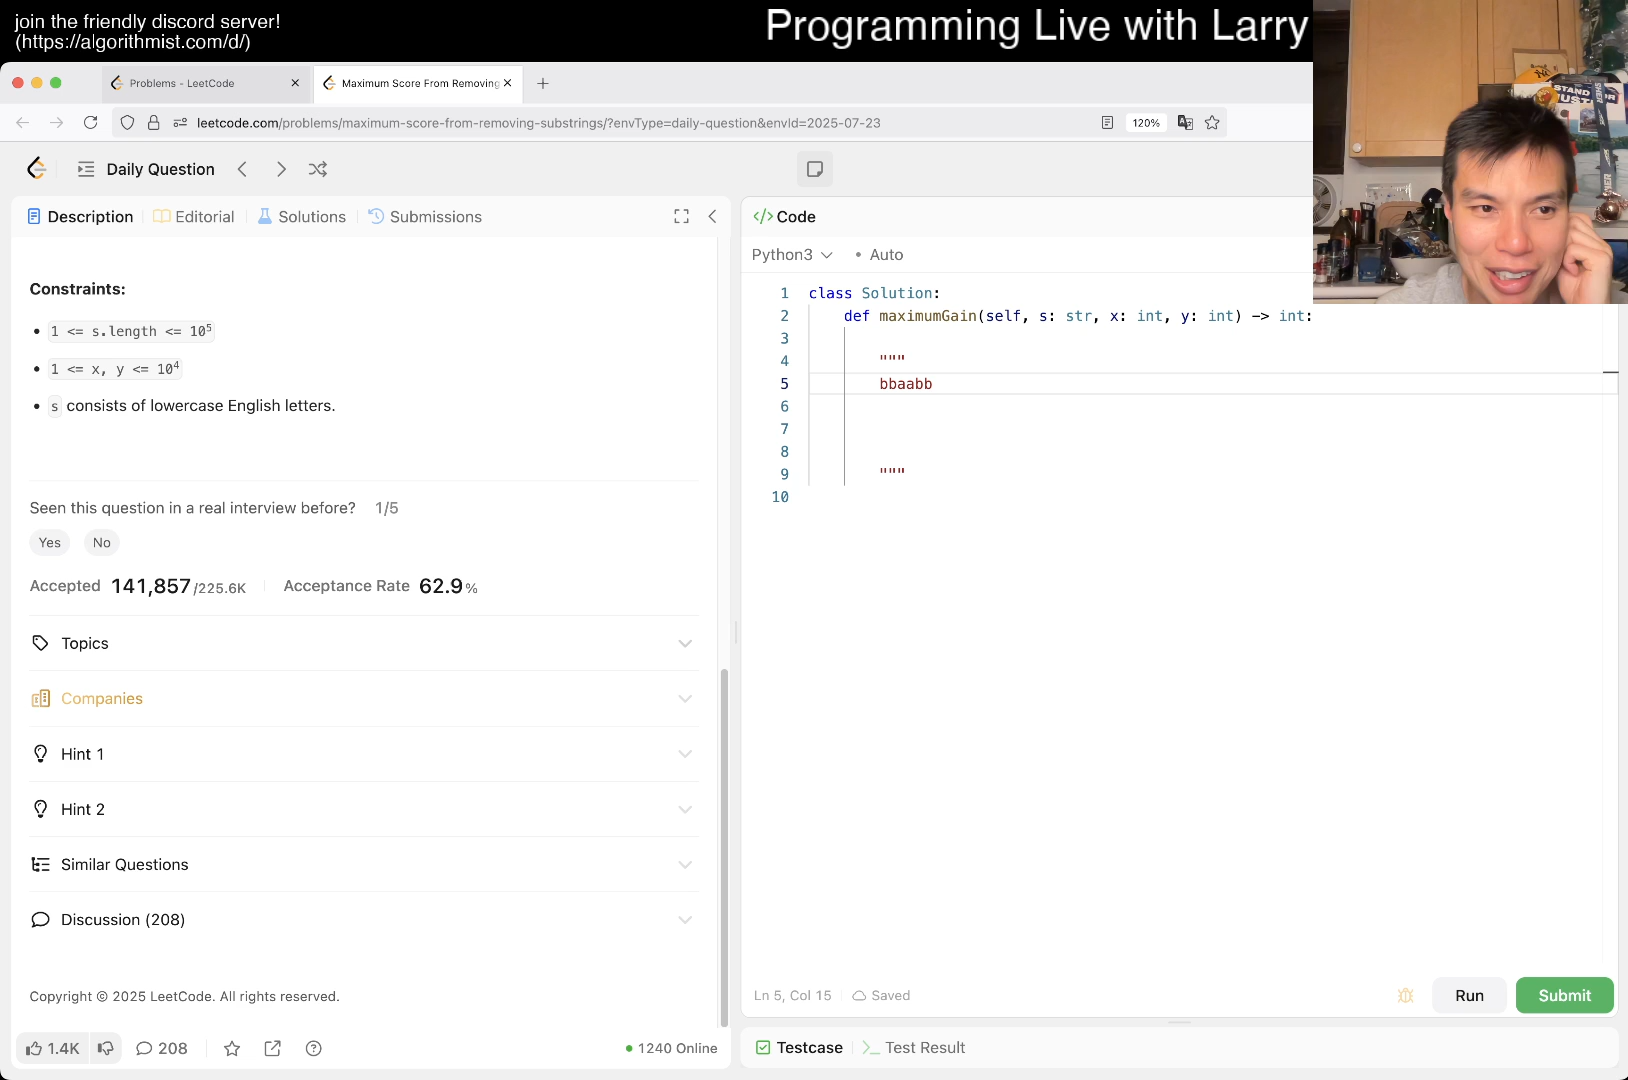 join the friendly discord server!
(https://algorithmist.com/d/)
Programming Live with Larry
Problems - LeetCode
Maximum Score From Removing
leetcode.com/problems/maximum-score-from-removing-substrings/?envType=daily-question&envId=2025-07-23
120%
Daily Question
Description
Editorial
Solutions
Submissions
Constraints:
1 <= s.length <= 10⁵
1 <= x, y <= 10⁴
s consists of lowercase English letters.
Seen this question in a real interview before? 1/5
Yes
No
Accepted 141,857/225.6K
Acceptance Rate 62.9%
Topics
Companies
Hint 1
Hint 2
Similar Questions
Discussion (208)
Copyright © 2025 LeetCode. All rights reserved.
1.4K
208
1240 Online
</> Code
Python3
Auto
1 class Solution:
2 def maximumGain(self, s: str, x: int, y: int) -> int:
3
4 """
5 bbaabb
6
7
8
9 """
10
Ln 5, Col 15
Saved
Run
Submit
Testcase
Test Result
STAND FOR